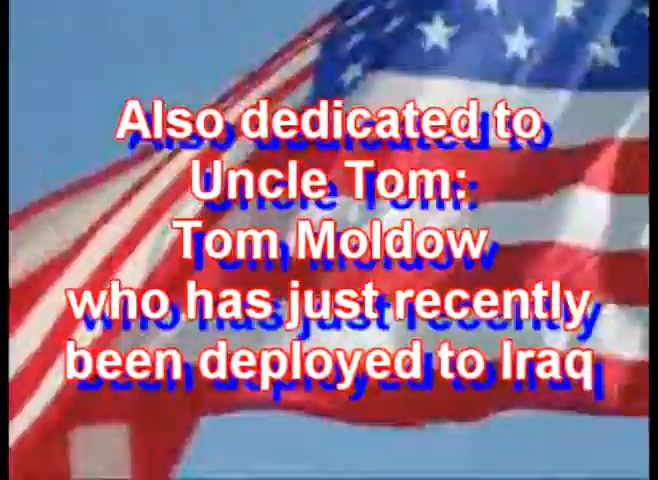 Also dedicated to
Uncle Tom:
Tom Moldow
who has just recently
been deployed to Iraq